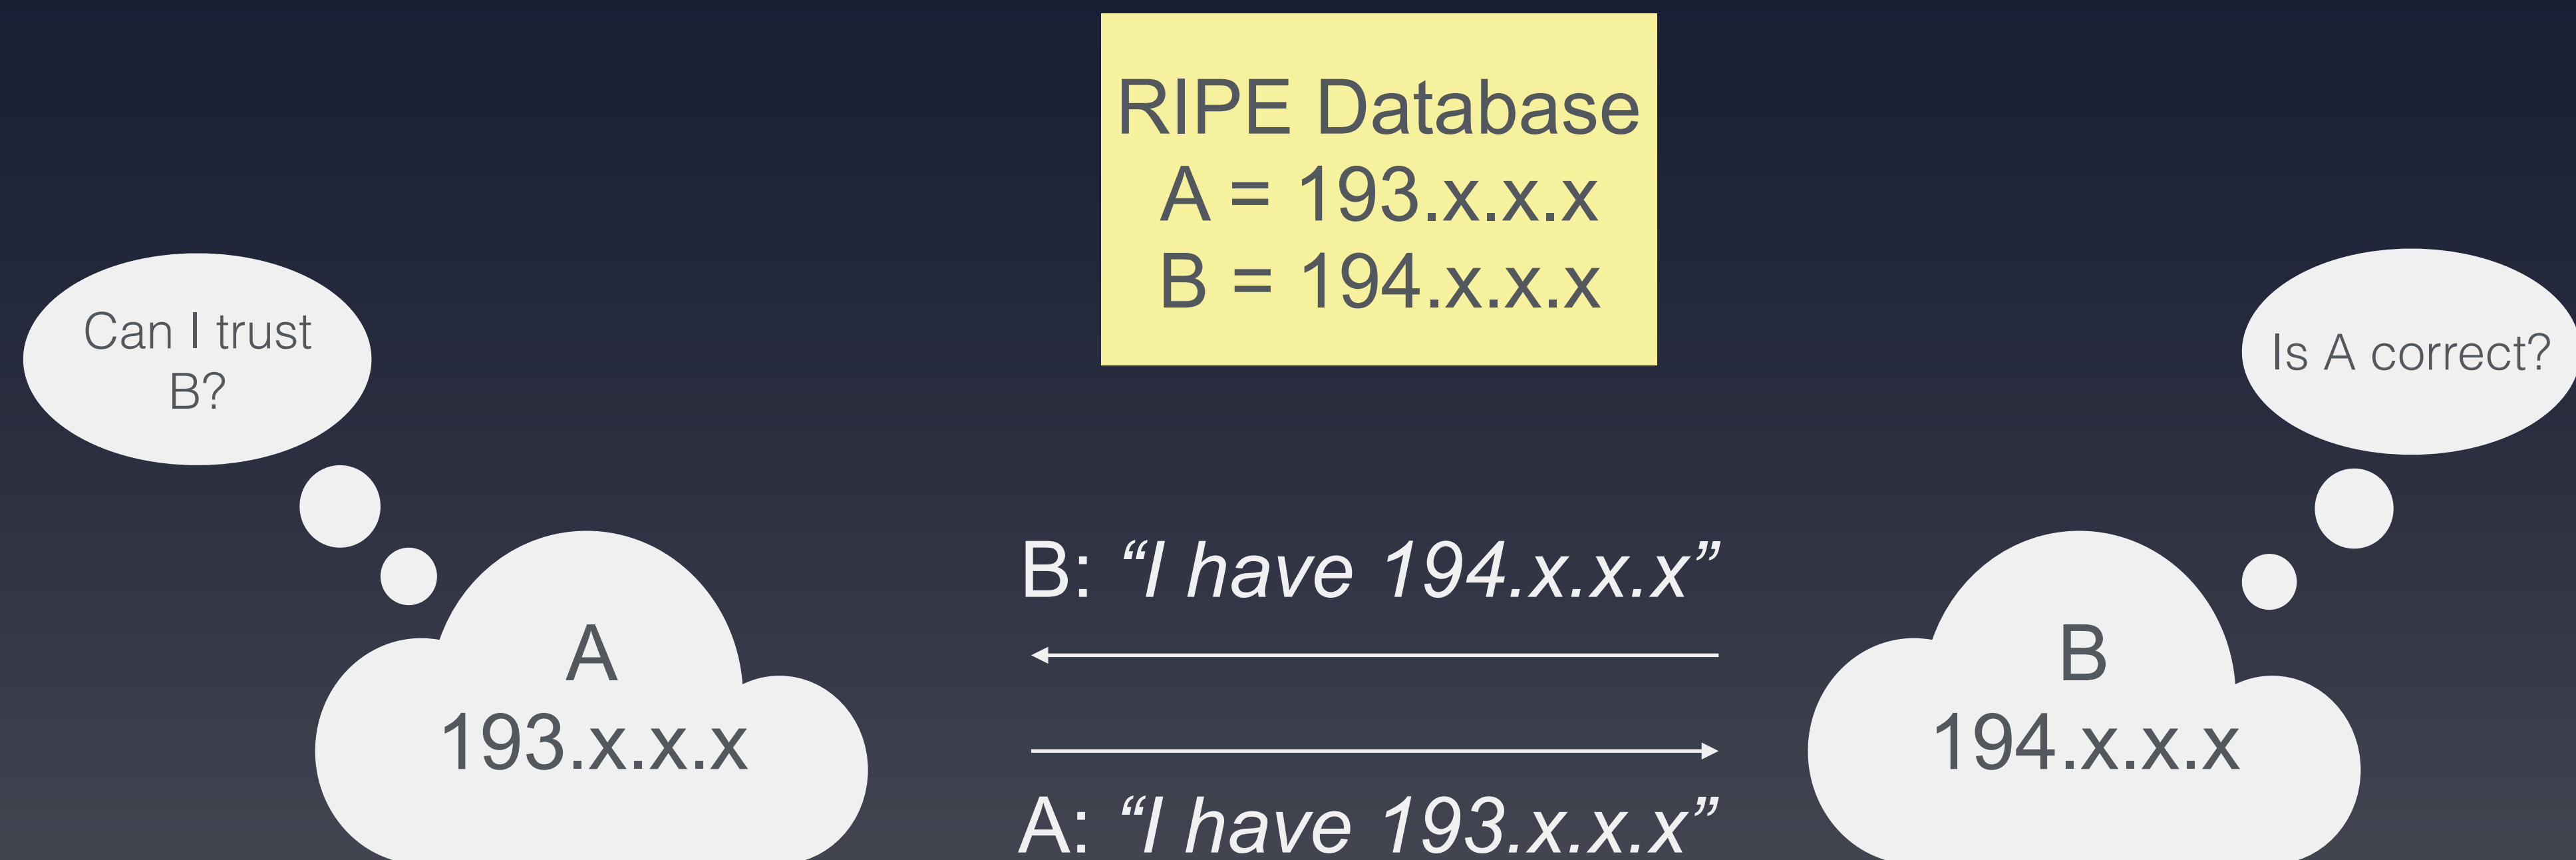 RIPE Database
A = 193.x.x.x
B = 194.x.x.x
Can I trust
B?
Is A correct?
B: “I have 194.x.x.x”
A
193.x.x.x
B
194.x.x.x
A: “I have 193.x.x.x”